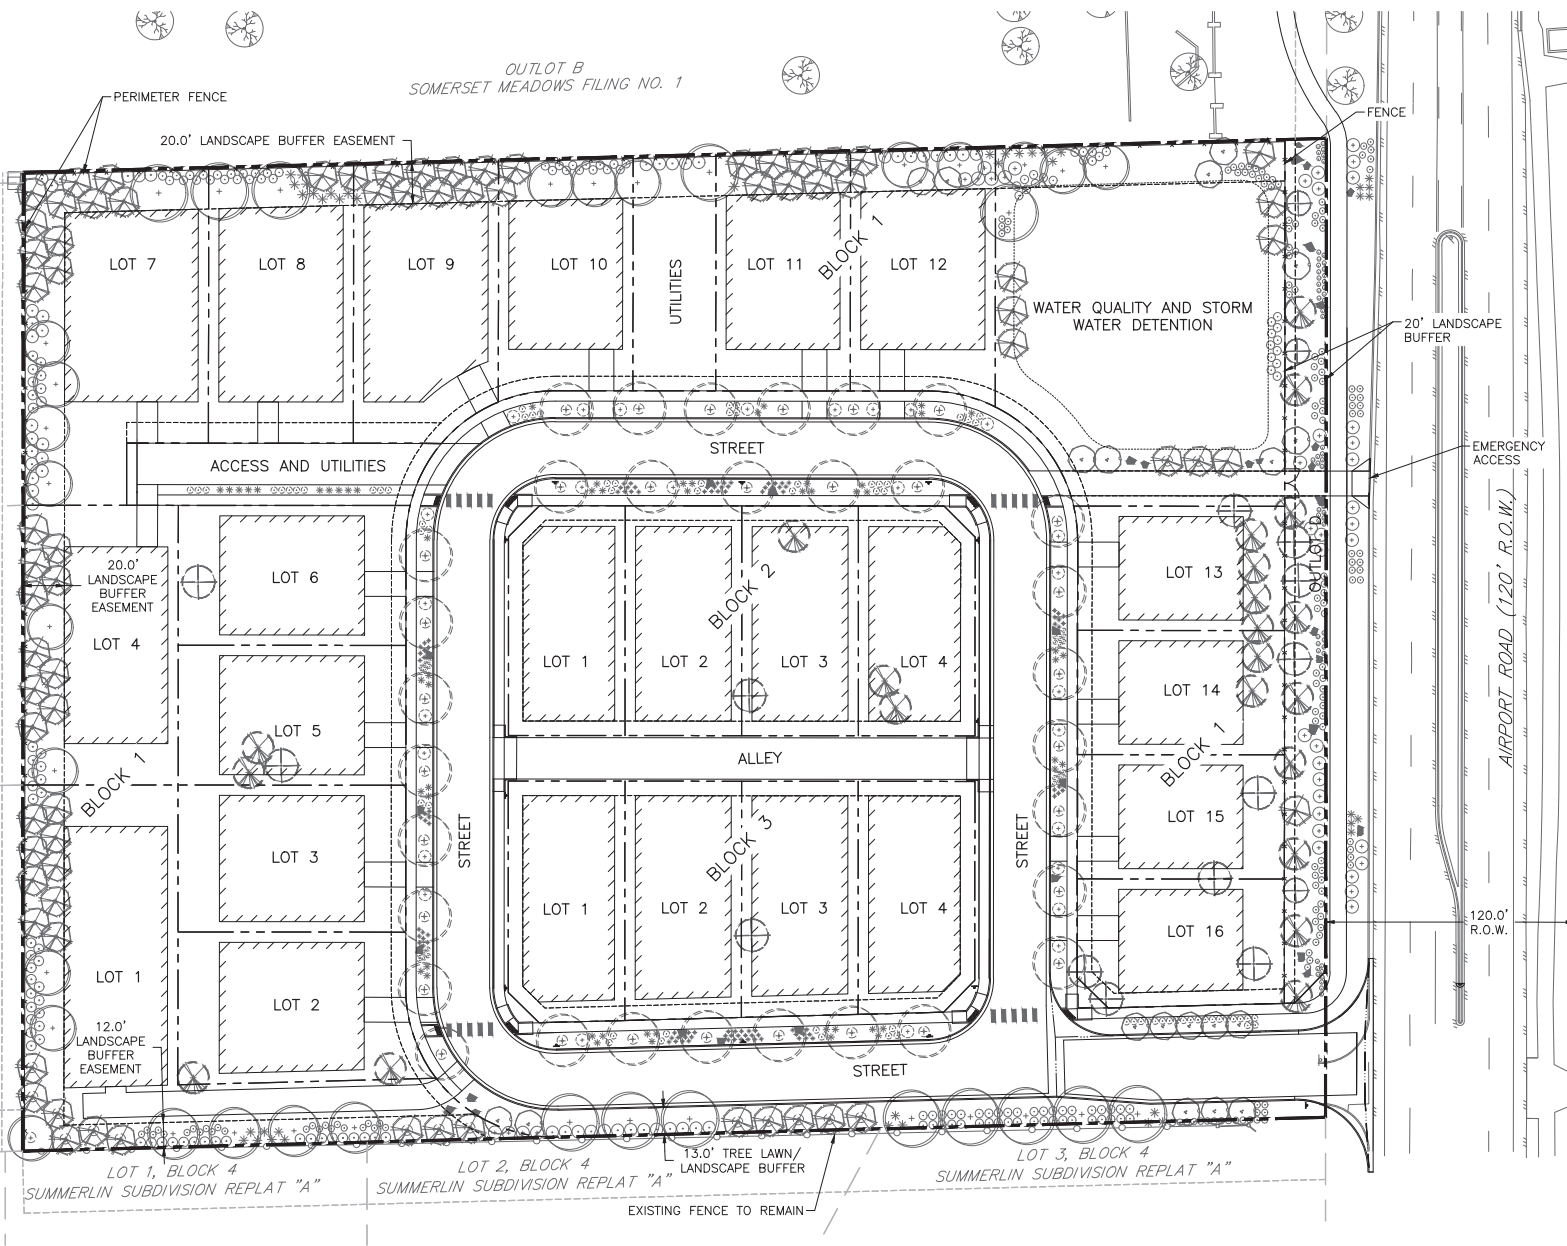 OUTLOT B
SOMERSET MEADOWS FILING NO. 1
PERIMETER FENCE
FENCE
20.0' LANDSCAPE BUFFER EASEMENT
LOT 7
LOT 8
LOT 9
LOT 10
UTILITIES
LOT 11
BLOCK 1
LOT 12
WATER QUALITY AND STORM
WATER DETENTION
20' LANDSCAPE
BUFFER
STREET
ACCESS AND UTILITIES
EMERGENCY
ACCESS
20.0'
LANDSCAPE
BUFFER
EASEMENT
LOT 4
LOT 6
LOT 5
BLOCK 1
LOT 3
LOT 1
LOT 2
12.0'
LANDSCAPE
BUFFER
EASEMENT
BLOCK 2
LOT 1
LOT 2
LOT 3
LOT 4
ALLEY
STREET
BLOCK 3
LOT 1
LOT 2
LOT 3
LOT 4
STREET
STREET
LOT 13
LOT 14
BLOCK 1
LOT 15
LOT 16
OUTLOT D
AIRPORT ROAD (120' R.O.W.)
120.0'
R.O.W.
13.0' TREE LAWN/
LANDSCAPE BUFFER
LOT 1, BLOCK 4
SUMMERLIN SUBDIVISION REPLAT "A"
LOT 2, BLOCK 4
SUMMERLIN SUBDIVISION REPLAT "A"
LOT 3, BLOCK 4
SUMMERLIN SUBDIVISION REPLAT "A"
EXISTING FENCE TO REMAIN